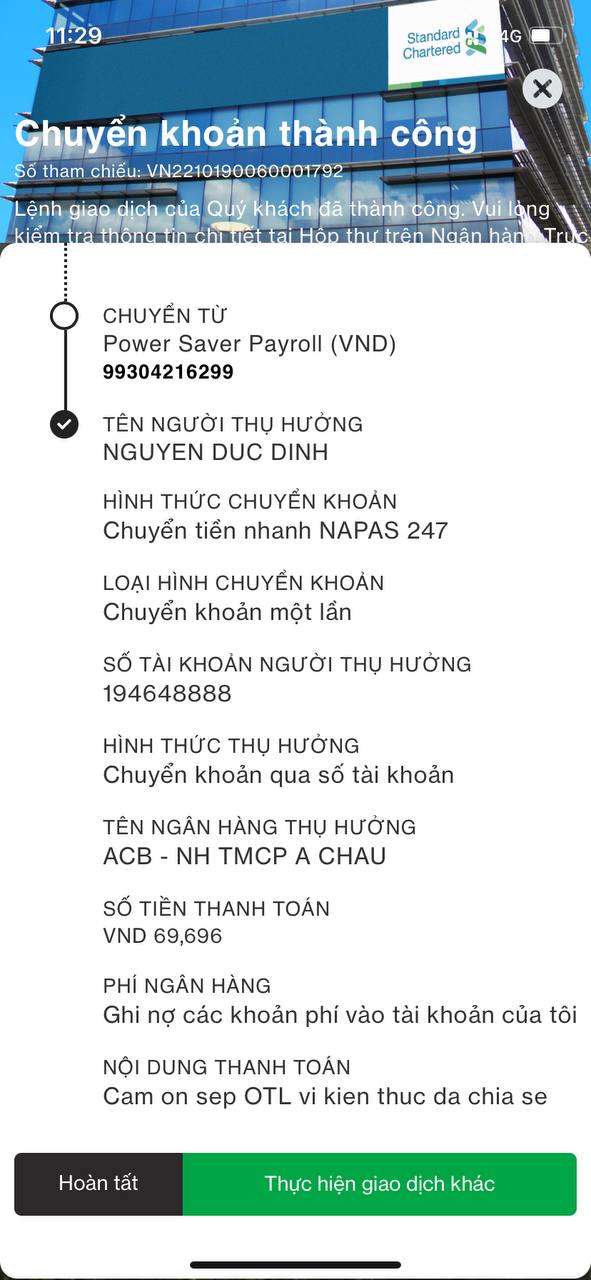 11:29
Standard
Chartered
4G
Chuyển khoản thành công
Số tham chiếu: VN2210190060001792
Lệnh giao dịch của Quý khách đã thành công. Vui lòng
kiểm tra thông tin chi tiết tại Hộp thư trên Ngân hàng Trực
CHUYỂN TỪ
Power Saver Payroll (VND)
99304216299
TÊN NGƯỜI THỤ HƯỞNG
NGUYEN DUC DINH
HÌNH THỨC CHUYỂN KHOẢN
Chuyển tiền nhanh NAPAS 247
LOẠI HÌNH CHUYỂN KHOẢN
Chuyển khoản một lần
SỐ TÀI KHOẢN NGƯỜI THỤ HƯỞNG
194648888
HÌNH THỨC THỤ HƯỞNG
Chuyển khoản qua số tài khoản
TÊN NGÂN HÀNG THỤ HƯỞNG
ACB - NH TMCP A CHAU
SỐ TIỀN THANH TOÁN
VND 69,696
PHÍ NGÂN HÀNG
Ghi nợ các khoản phí vào tài khoản của tôi
NỘI DUNG THANH TOÁN
Cam on sep OTL vi kien thuc da chia se
Hoàn tất
Thực hiện giao dịch khác